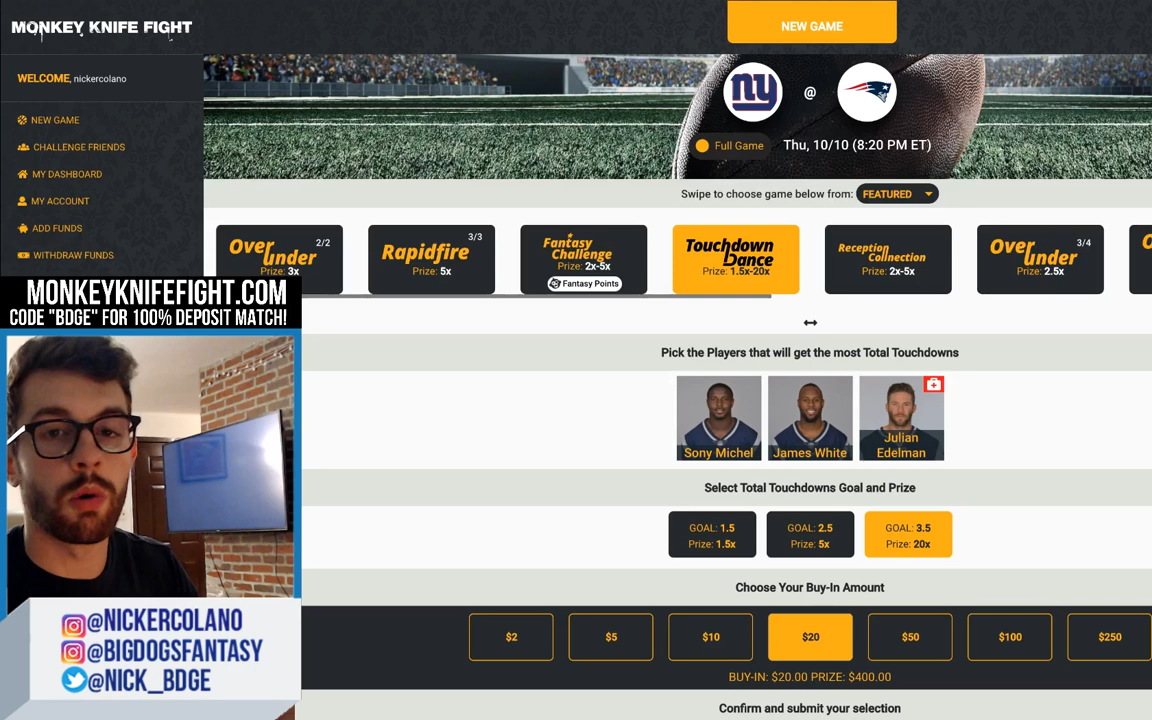 MONKEY KNIFE FIGHT
NEW GAME
WELCOME, nickercolano
NEW GAME
CHALLENGE FRIENDS
MY DASHBOARD
MY ACCOUNT
ADD FUNDS
WITHDRAW FUNDS
ny @
Full Game Thu, 10/10 (8:20 PM ET)
Swipe to choose game below from: FEATURED
Over Under 2/2
Prize: 3x
Rapidfire 3/3
Prize: 5x
Fantasy Challenge
Prize: 2x-5x
Fantasy Points
Touchdown Dance
Prize: 1.5x-20x
Reception Connection
Prize: 2x-5x
Over Under 3/4
Prize: 2.5x
MONKEYKNIFEFIGHT.COM
CODE "BDGE" FOR 100% DEPOSIT MATCH!
Pick the Players that will get the most Total Touchdowns
Sony Michel
James White
Julian Edelman
Select Total Touchdowns Goal and Prize
GOAL: 1.5
Prize: 1.5x
GOAL: 2.5
Prize: 5x
GOAL: 3.5
Prize: 20x
Choose Your Buy-In Amount
$2 $5 $10 $20 $50 $100 $250
BUY-IN: $20.00 PRIZE: $400.00
Confirm and submit your selection
@NICKERCOLANO
@BIGDOGSFANTASY
@NICK_BDGE